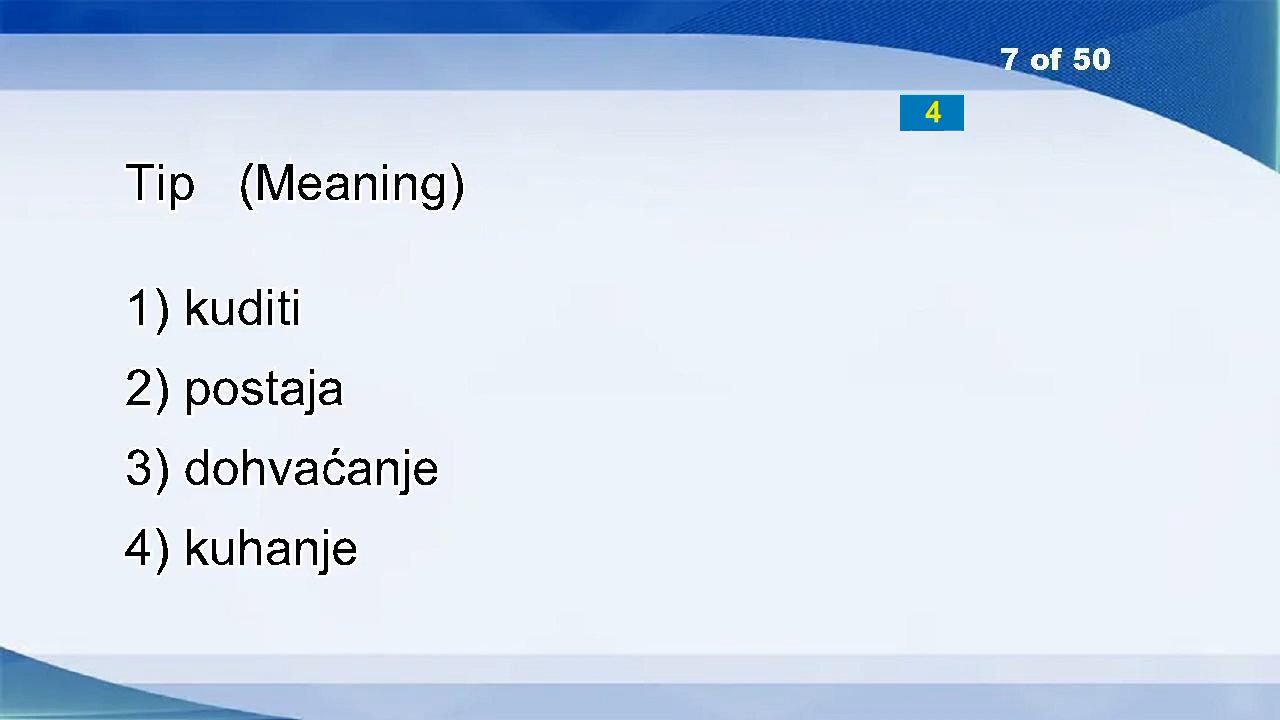 7 of 50
4
Tip (Meaning)
1) kuditi
2) postaja
3) dohvaćanje
4) kuhanje